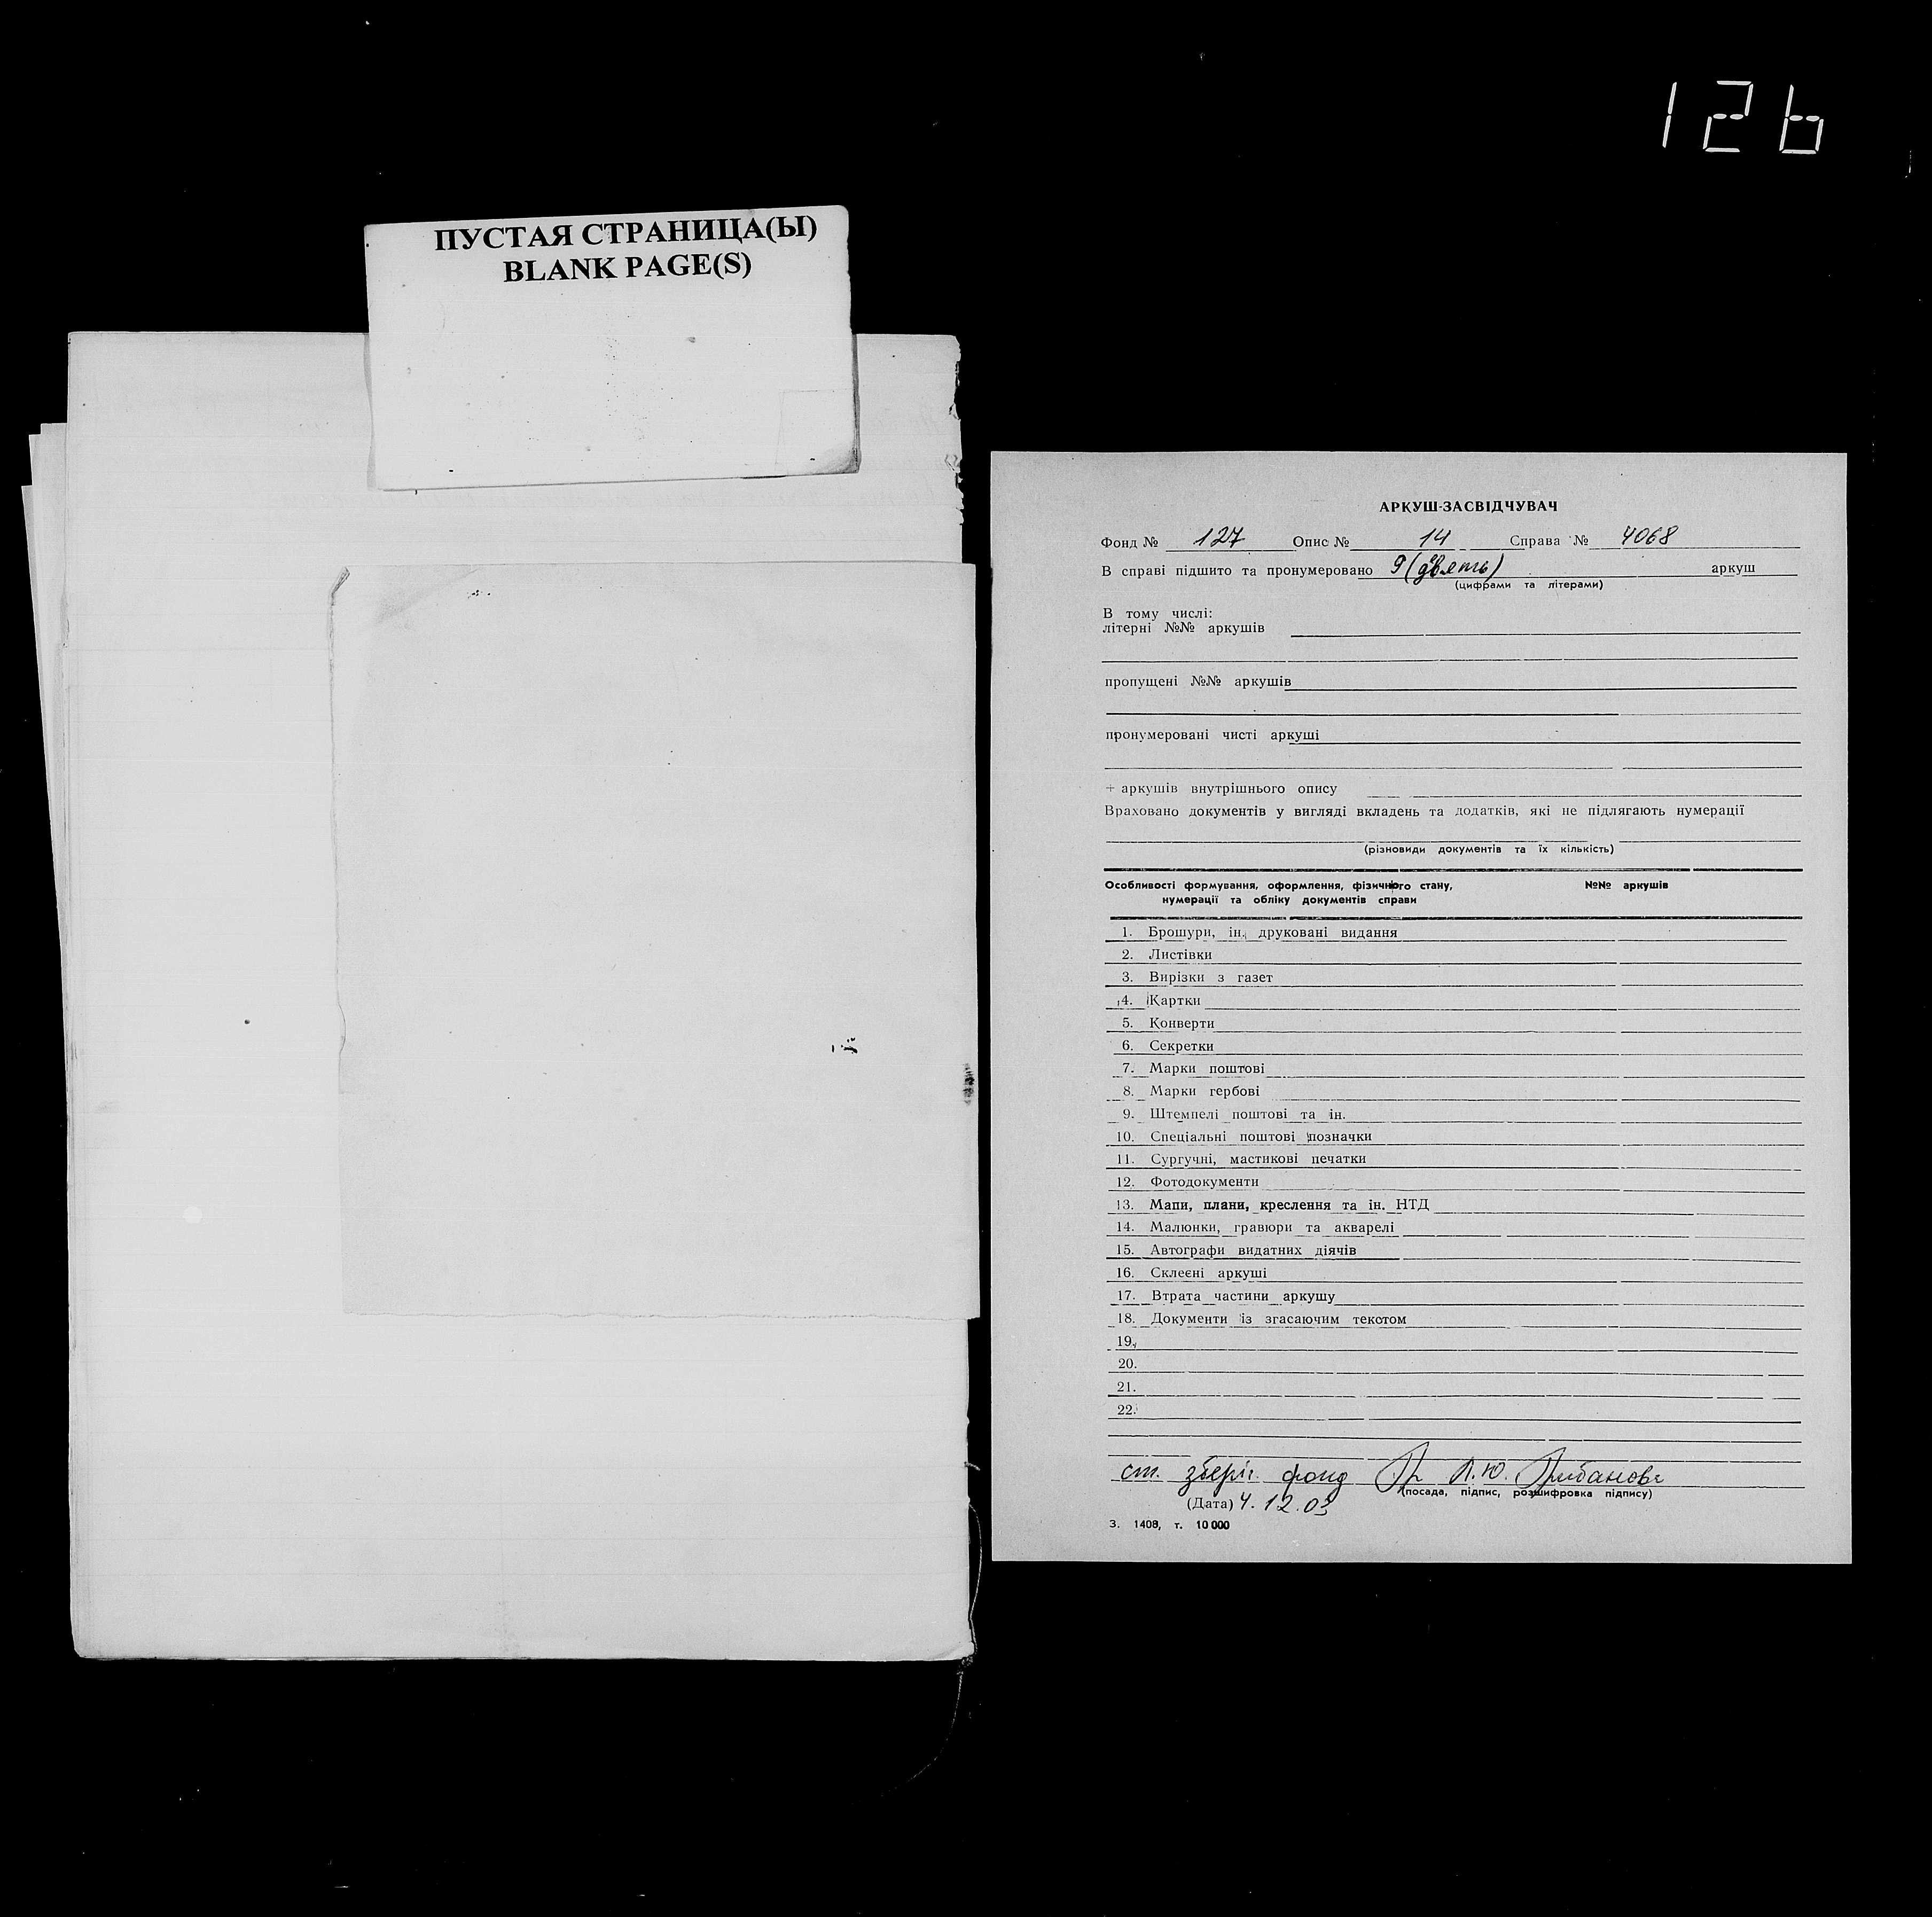 126
ПУСТАЯ СТРАНИЦА(Ы)
BLANK PAGE(S)
АРКУШ-ЗАСВІДЧУВАЧ
Фонд № 127 Опис № 14 Справа № 4068
В справі підшито та пронумеровано 9 (девять) аркуш
(цифрами та літерами)
В тому числі:
літерні №№ аркушів
пропущені №№ аркушів
пронумеровані чисті аркуші
+ аркушів внутрішнього опису
Враховано документів у вигляді вкладень та додатків, які не підлягають нумерації
(різновиди документів та їх кількість)
Особливості формування, оформлення, фізичного стану, №№ аркушів
нумерації та обліку документів справи
1. Брошури, ін. друковані видання
2. Листівки
3. Вирізки з газет
4. Картки
5. Конверти
6. Секретки
7. Марки поштові
8. Марки гербові
9. Штемпелі поштові та ін.
10. Спеціальні поштові позначки
11. Сургучні, мастикові печатки
12. Фотодокументи
13. Мапи, плани, креслення та ін. НТД
14. Малюнки, гравюри та акварелі
15. Автографи видатних діячів
16. Склеєні аркуші
17. Втрата частини аркушу
18. Документи із згасаючим текстом
19.
20.
21.
22.
ст. зберіг. фонд
(посада, підпис, розшифровка підпису)
(Дата) 4.12.03
З. 1408, т. 10 000